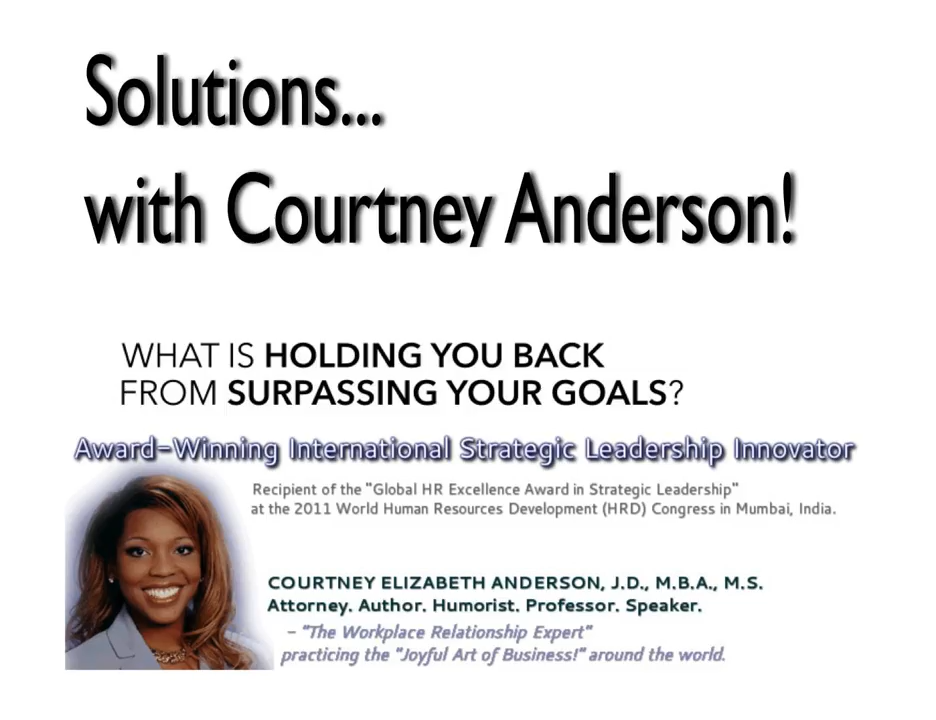 Solutions...
with Courtney Anderson!
WHAT IS HOLDING YOU BACK
FROM SURPASSING YOUR GOALS?
Award-Winning International Strategic Leadership Innovator
Recipient of the "Global HR Excellence Award in Strategic Leadership"
at the 2011 World Human Resources Development (HRD) Congress in Mumbai, India.
COURTNEY ELIZABETH ANDERSON, J.D., M.B.A., M.S.
Attorney. Author. Humorist. Professor. Speaker.
- "The Workplace Relationship Expert"
practicing the "Joyful Art of Business!" around the world.